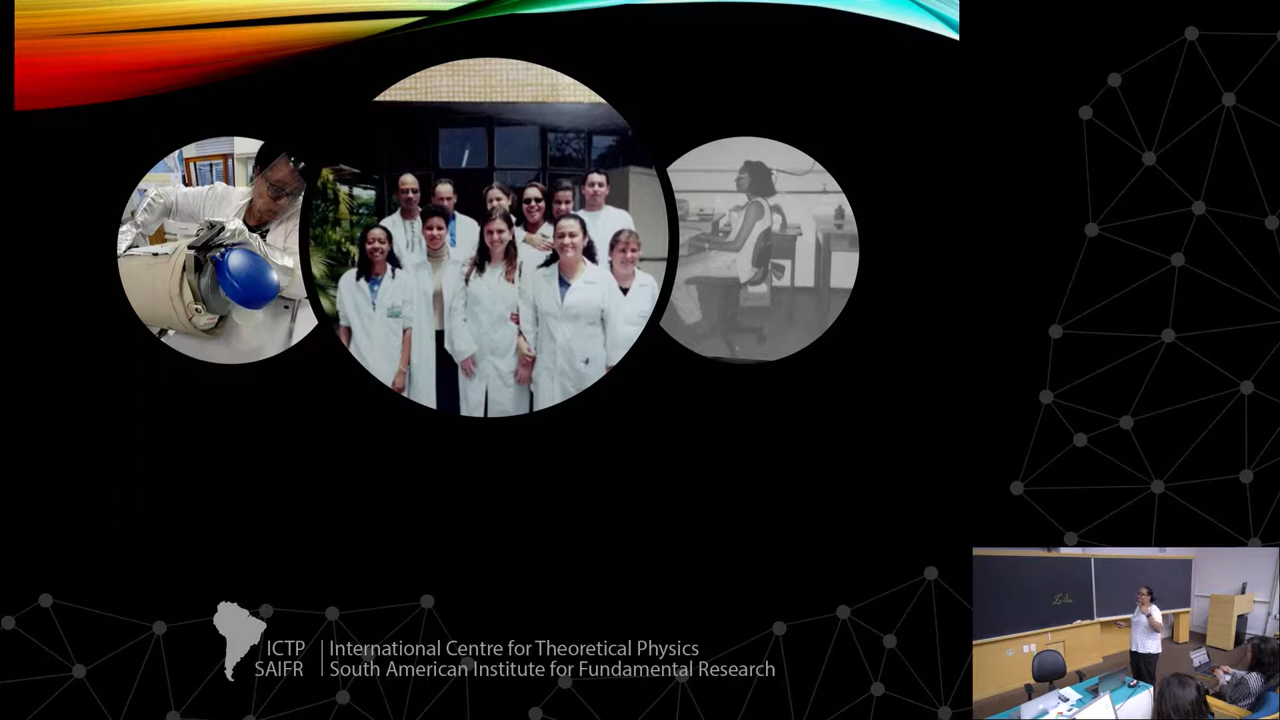 ICTP | International Centre for Theoretical Physics
SAIFR | South American Institute for Fundamental Research